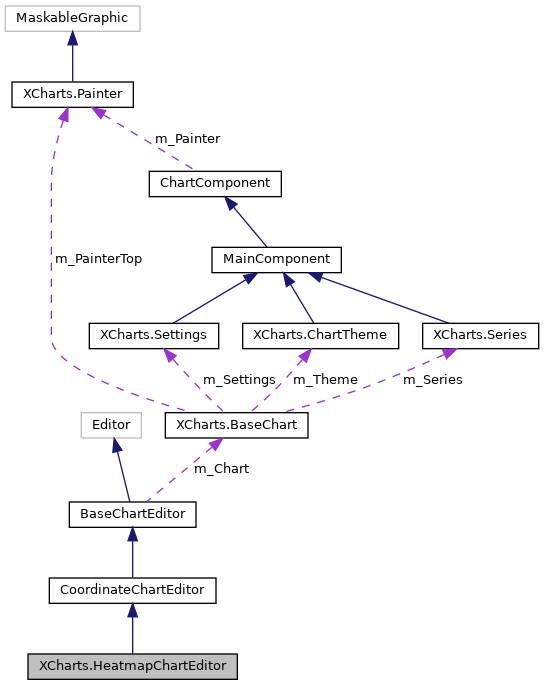 MaskableGraphic
XCharts.Painter
m_Painter
ChartComponent
m_PainterTop
MainComponent
XCharts.Settings
XCharts.ChartTheme
XCharts.Series
m_Settings
m_Theme
m_Series
Editor
XCharts.BaseChart
m_Chart
BaseChartEditor
CoordinateChartEditor
XCharts.HeatmapChartEditor